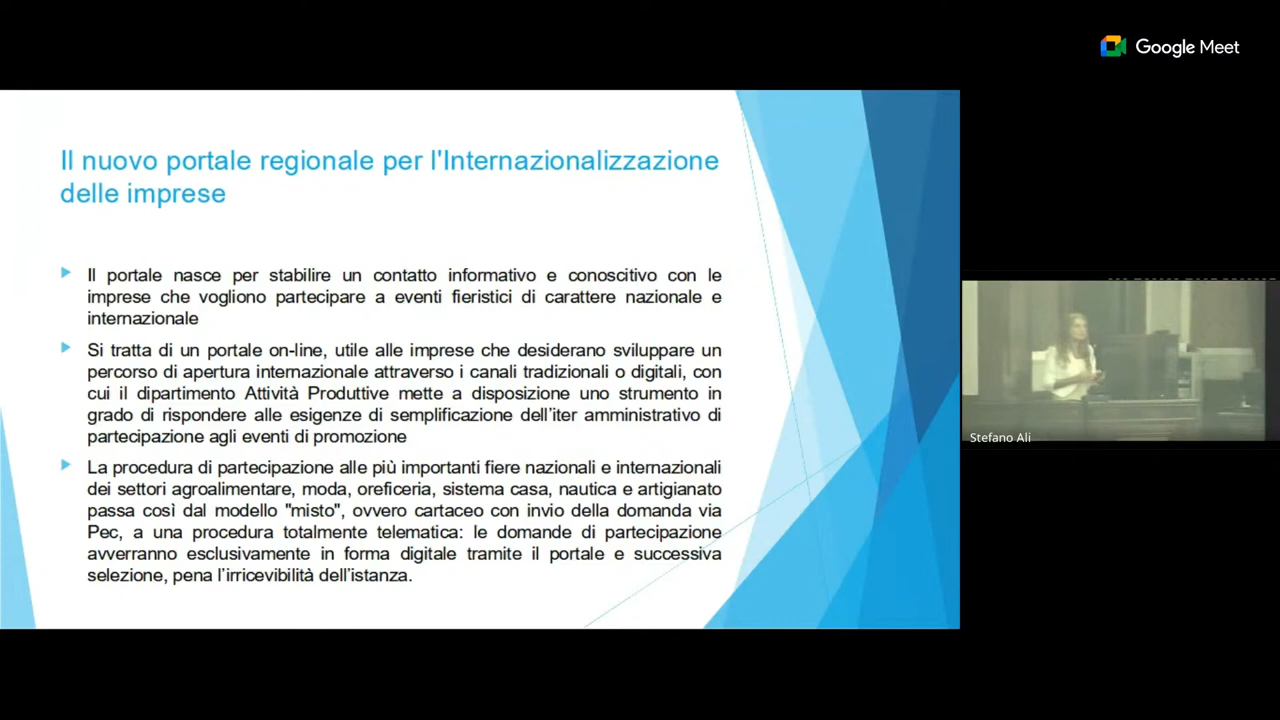 Google Meet
Il nuovo portale regionale per l'Internazionalizzazione
delle imprese
Il portale nasce per stabilire un contatto informativo e conoscitivo con le
imprese che vogliono partecipare a eventi fieristici di carattere nazionale e
internazionale
Si tratta di un portale on-line, utile alle imprese che desiderano sviluppare un
percorso di apertura internazionale attraverso i canali tradizionali o digitali, con
cui il dipartimento Attività Produttive mette a disposizione uno strumento in
grado di rispondere alle esigenze di semplificazione dell'iter amministrativo di
partecipazione agli eventi di promozione
La procedura di partecipazione alle più importanti fiere nazionali e internazionali
dei settori agroalimentare, moda, oreficeria, sistema casa, nautica e artigianato
passa così dal modello "misto", ovvero cartaceo con invio della domanda via
Pec, a una procedura totalmente telematica: le domande di partecipazione
avverranno esclusivamente in forma digitale tramite il portale e successiva
selezione, pena l'irricevibilità dell'istanza.
Stefano Ali